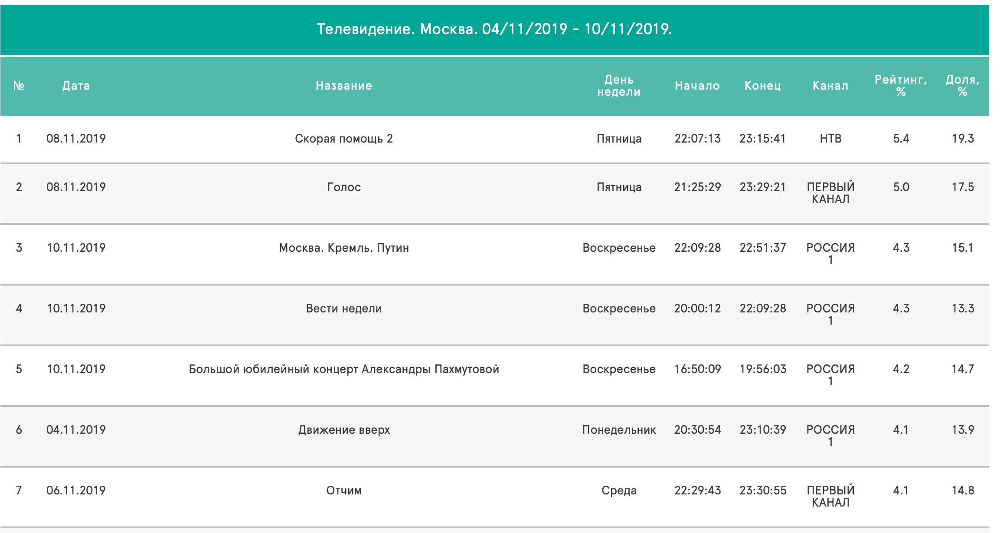 Телевидение. Москва. 04/11/2019 - 10/11/2019.
№ Дата Название День недели Начало Конец Канал Рейтинг, % Доля, %
1 08.11.2019 Скорая помощь 2 Пятница 22:07:13 23:15:41 НТВ 5.4 19.3
2 08.11.2019 Голос Пятница 21:25:29 23:29:21 ПЕРВЫЙ КАНАЛ 5.0 17.5
3 10.11.2019 Москва. Кремль. Путин Воскресенье 22:09:28 22:51:37 РОССИЯ 1 4.3 15.1
4 10.11.2019 Вести недели Воскресенье 20:00:12 22:09:28 РОССИЯ 1 4.3 13.3
5 10.11.2019 Большой юбилейный концерт Александры Пахмутовой Воскресенье 16:50:09 19:56:03 РОССИЯ 1 4.2 14.7
6 04.11.2019 Движение вверх Понедельник 20:30:54 23:10:39 РОССИЯ 1 4.1 13.9
7 06.11.2019 Отчим Среда 22:29:43 23:30:55 ПЕРВЫЙ КАНАЛ 4.1 14.8